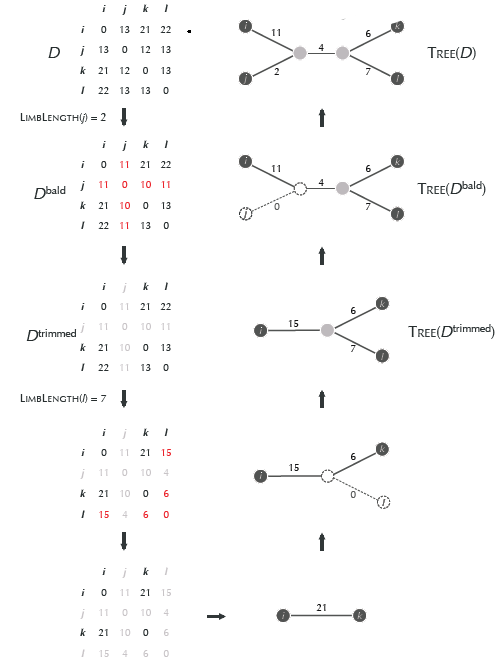 i j k l
D i 0 13 21 22
j 13 0 12 13
k 21 12 0 13
l 22 13 13 0
i j k l 11 2 4 6 7 TREE(D)
LIMBLENGTH(j) = 2
i j k l
D^bald i 0 11 21 22
j 11 0 10 11
k 21 10 0 13
l 22 11 13 0
i j k l 11 0 4 6 7 TREE(D^bald)
i j k l
D^trimmed i 0 11 21 22
j 11 0 10 11
k 21 10 0 13
l 22 11 13 0
i k l 15 6 7 TREE(D^trimmed)
LIMBLENGTH(l) = 7
i j k l
i 0 11 21 15
j 11 0 10 4
k 21 10 0 6
l 15 4 6 0
i k l 15 6 0
i j k l
i 0 11 21 15
j 11 0 10 4
k 21 10 0 6
l 15 4 6 0
i 21 k